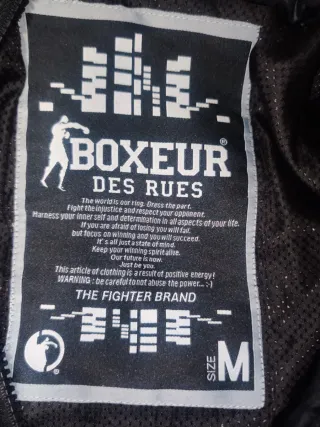 BOXEUR®
DES RUES
The world is our ring. Dress the part.
Fight the injustice and respect your opponent.
Harness your inner self and determination in all aspects of your life.
If you are afraid of losing you will fail,
but focus on winning and you will succeed.
It's all just a state of mind.
Keep your winning spirit alive.
Our future is now.
Just be you.
This article of clothing is a result of positive energy!
WARNING: be careful to not abuse the power... :-)
THE FIGHTER BRAND
SIZE M